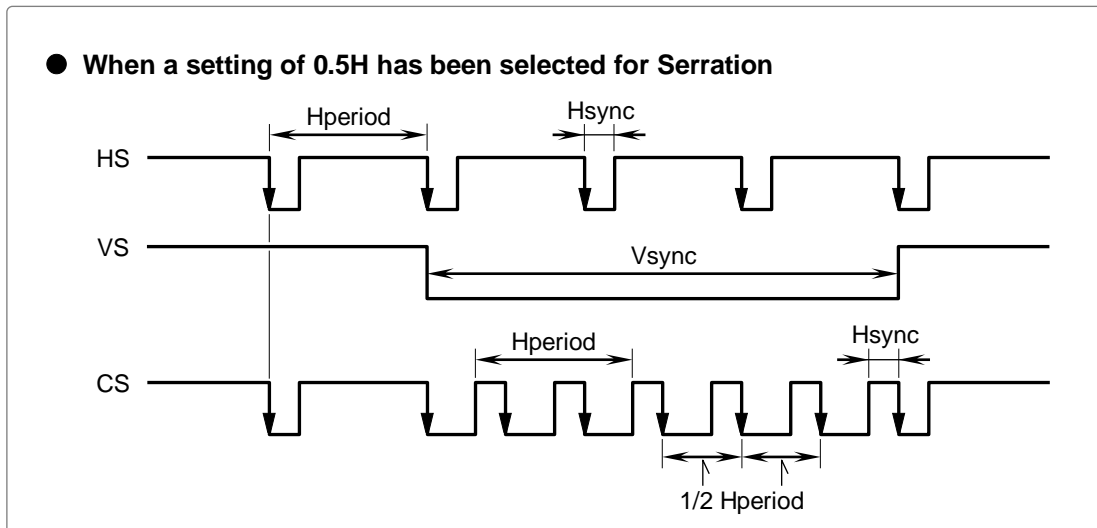 ● When a setting of 0.5H has been selected for Serration
Hperiod
Hsync
HS
VS
Vsync
Hperiod
Hsync
CS
1/2 Hperiod